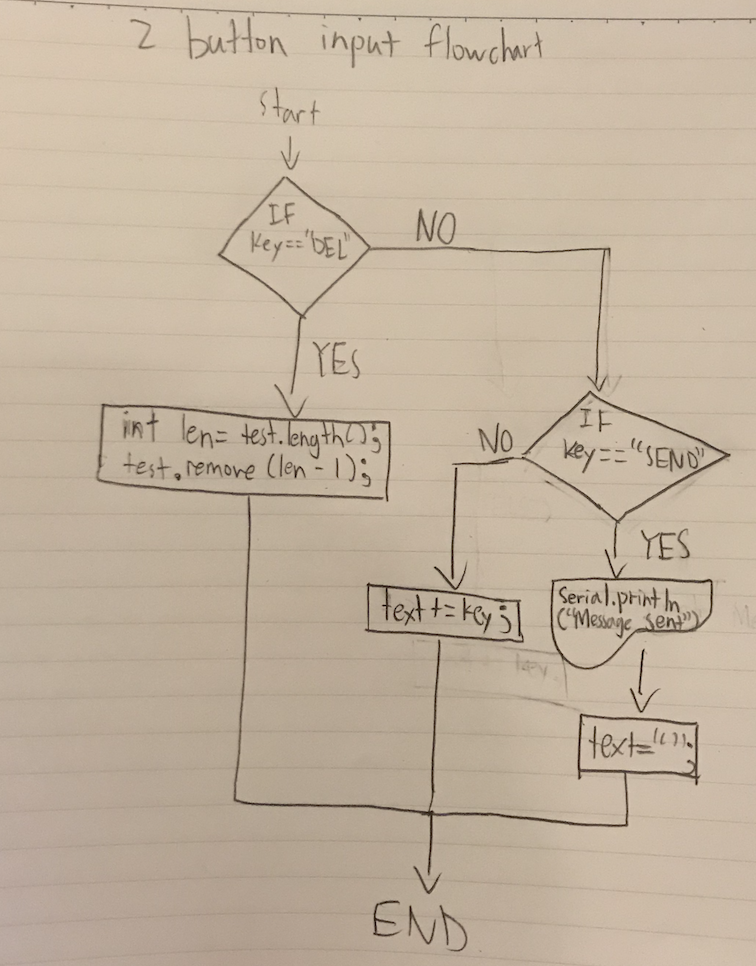 2 button input flowchart
start
IF
key=="DEL"
NO
YES
int len= test.length();
test.remove (len-1);
IF
key=="SEND"
NO
YES
text+=key;
Serial.println
("Message sent")
key.
text="";
END